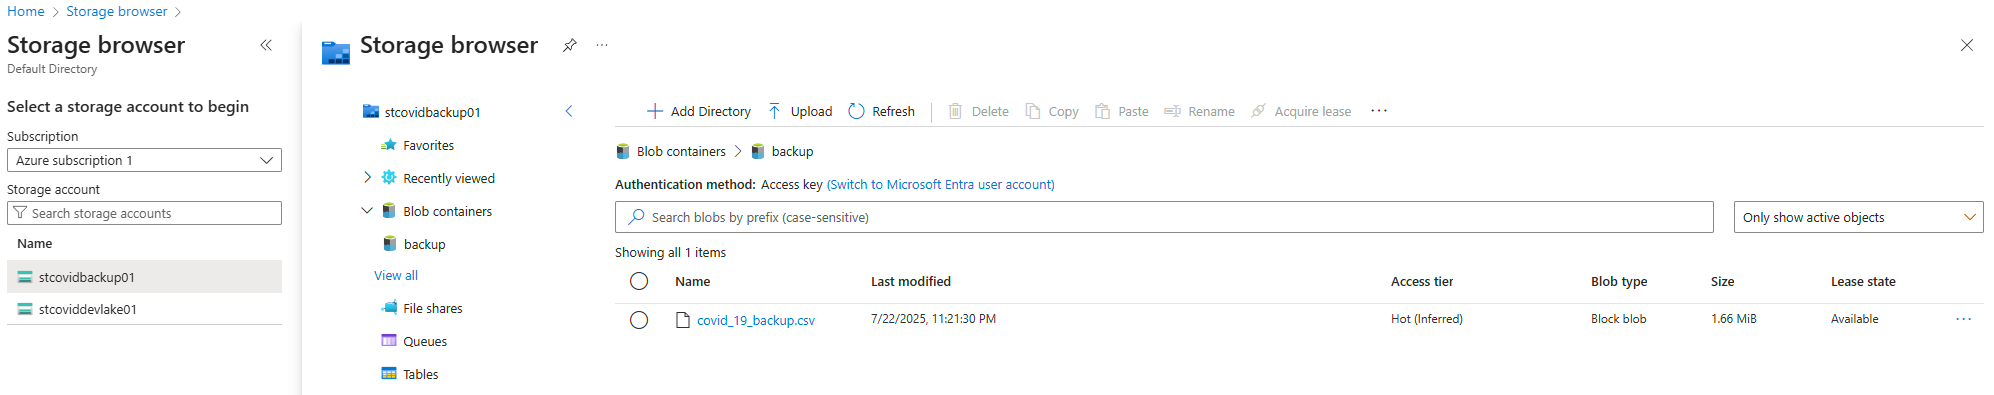 Home > Storage browser >
Storage browser
Default Directory
Select a storage account to begin
Subscription
Azure subscription 1
Storage account
Search storage accounts
Name
stcovidbackup01
stcoviddevlake01
Storage browser
stcovidbackup01
Favorites
Recently viewed
Blob containers
backup
View all
File shares
Queues
Tables
Add Directory Upload Refresh Delete Copy Paste Rename Acquire lease
Blob containers > backup
Authentication method: Access key (Switch to Microsoft Entra user account)
Search blobs by prefix (case-sensitive) Only show active objects
Showing all 1 items
Name Last modified Access tier Blob type Size Lease state
covid_19_backup.csv 7/22/2025, 11:21:30 PM Hot (Inferred) Block blob 1.66 MiB Available